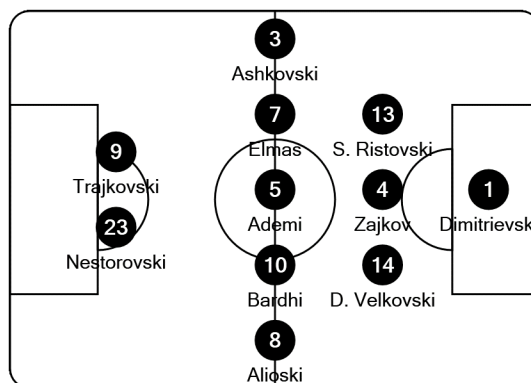 3
Ashkovski
7
Elmas
13
S. Ristovski
9
Trajkovski
5
Ademi
4
Zajkov
1
Dimitrievsk
23
Nestorovski
10
Bardhi
14
D. Velkovski
8
Alioski